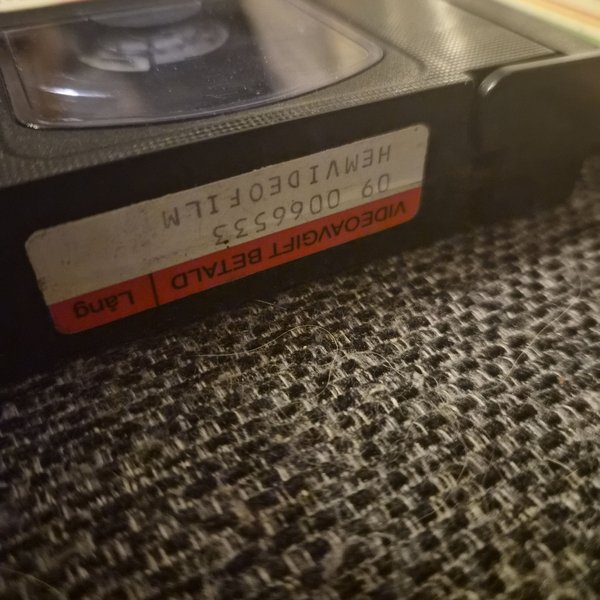 VIDEOAVGIFT BETALD | Lång
09 0066533
HEMVIDEOFILM